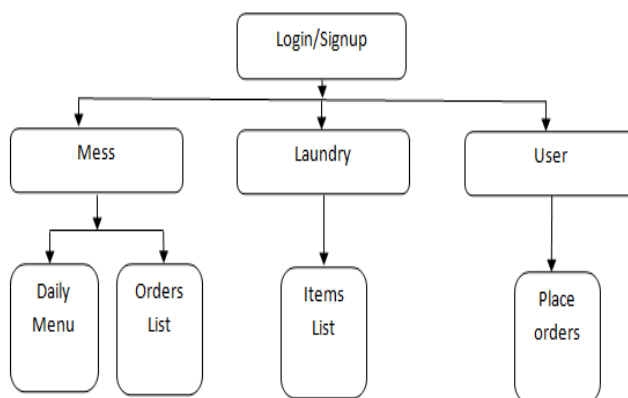 Login/Signup
Mess
Laundry
User
Daily
Menu
Orders
List
Items
List
Place
orders